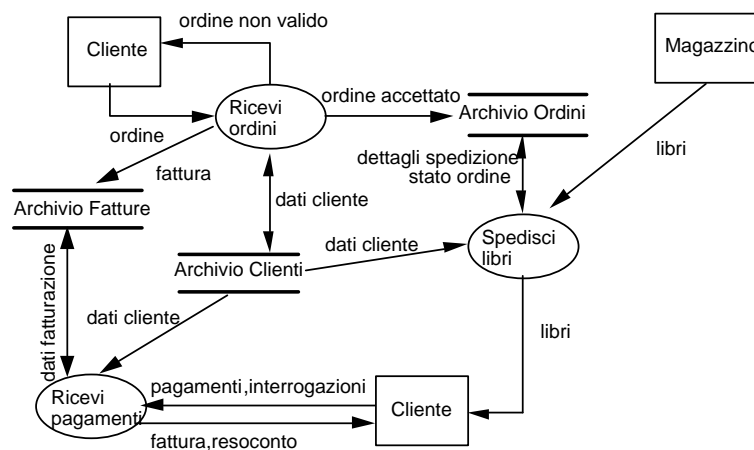 ordine non valido
Cliente
Magazzino
Ricevi
ordini
ordine accettato
Archivio Ordini
ordine
fattura
dettagli spedizione
stato ordine
libri
Archivio Fatture
dati cliente
dati cliente
Spedisci
libri
Archivio Clienti
dati fatturazione
dati cliente
libri
Ricevi
pagamenti
pagamenti,interrogazioni
Cliente
fattura,resoconto